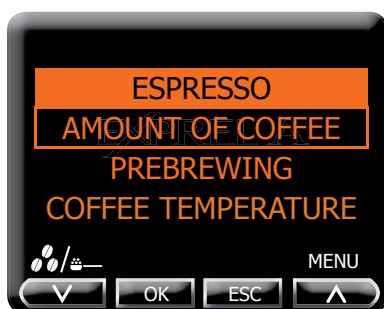 ESPRESSO
AMOUNT OF COFFEE
PREBREWING
COFFEE TEMPERATURE
MENU
OK ESC